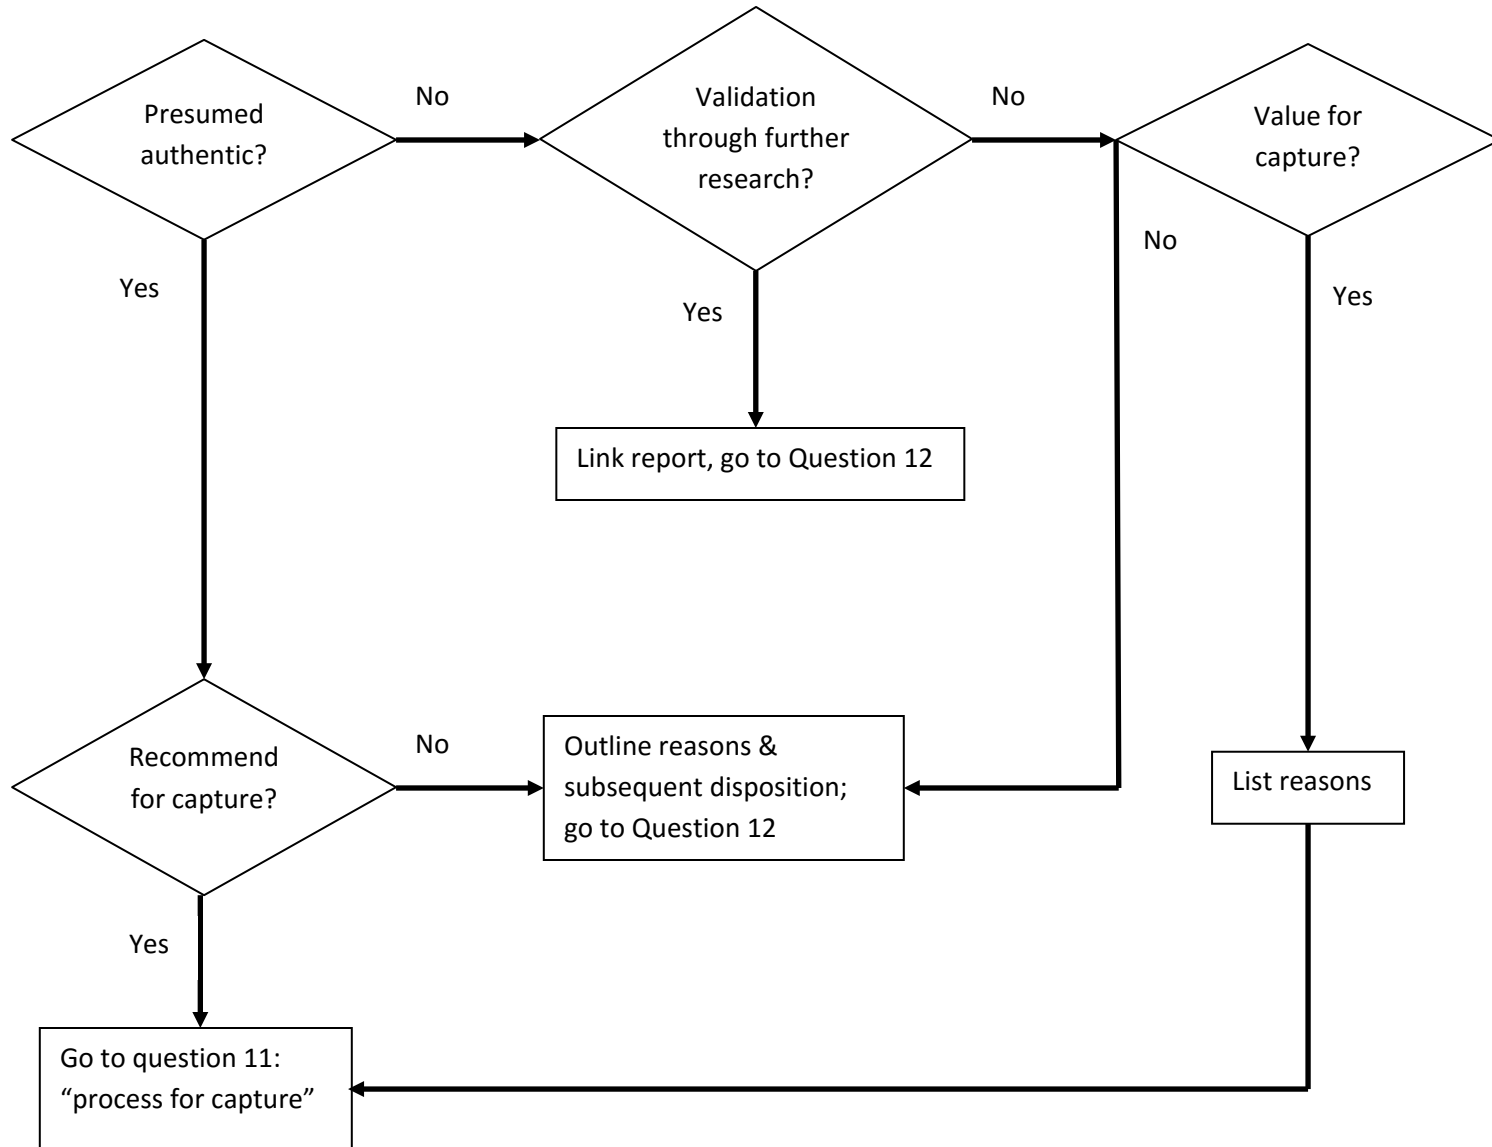 Presumed
authentic?
No
Validation
through further
research?
No
Value for
capture?
No
Yes
Yes
Yes
Link report, go to Question 12
Recommend
for capture?
No
Outline reasons &
subsequent disposition;
go to Question 12
List reasons
Yes
Go to question 11:
“process for capture”